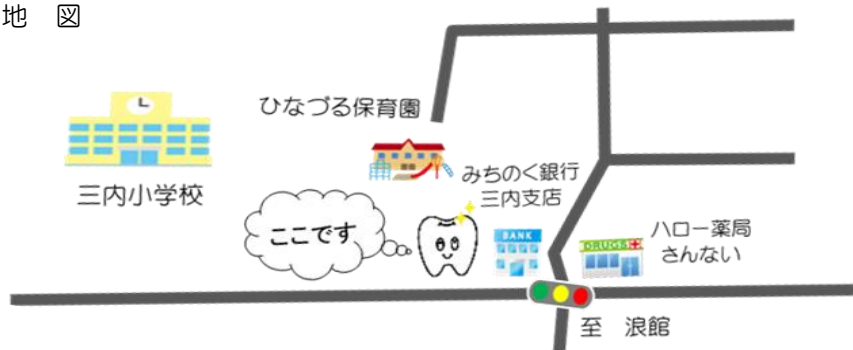 地　図
ひなづる保育園
三内小学校
みちのく銀行
三内支店
ここです
BANK
DRUGS
ハロー薬局
さんない
至　浪館